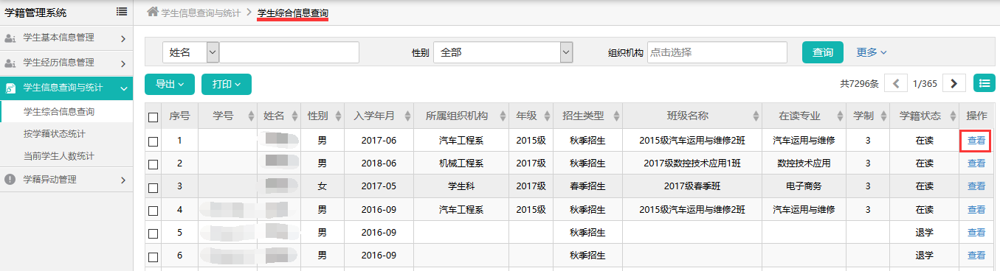 学籍管理系统
学生信息查询与统计 > 学生综合信息查询
学生基本信息管理
学生经历信息管理
学生信息查询与统计
学生综合信息查询
按学籍状态统计
当前学生人数统计
学籍异动管理
姓名 性别 全部 组织机构 点击选择 查询 更多
导出 打印 共7296条 1/365
序号 学号 姓名 性别 入学年月 所属组织机构 年级 招生类型 班级名称 在读专业 学制 学籍状态 操作
1 男 2017-06 汽车工程系 2015级 秋季招生 2015级汽车运用与维修2班 汽车运用与维修 3 在读 查看
2 男 2018-06 机械工程系 2017级 秋季招生 2017级数控技术应用1班 数控技术应用 3 在读 查看
3 女 2017-05 学生科 2017级 春季招生 2017级春季班 电子商务 3 在读 查看
4 男 2016-09 汽车工程系 2015级 秋季招生 2015级汽车运用与维修2班 汽车运用与维修 3 在读 查看
5 男 2016-09 秋季招生 退学 查看
6 男 2016-09 秋季招生 退学 查看